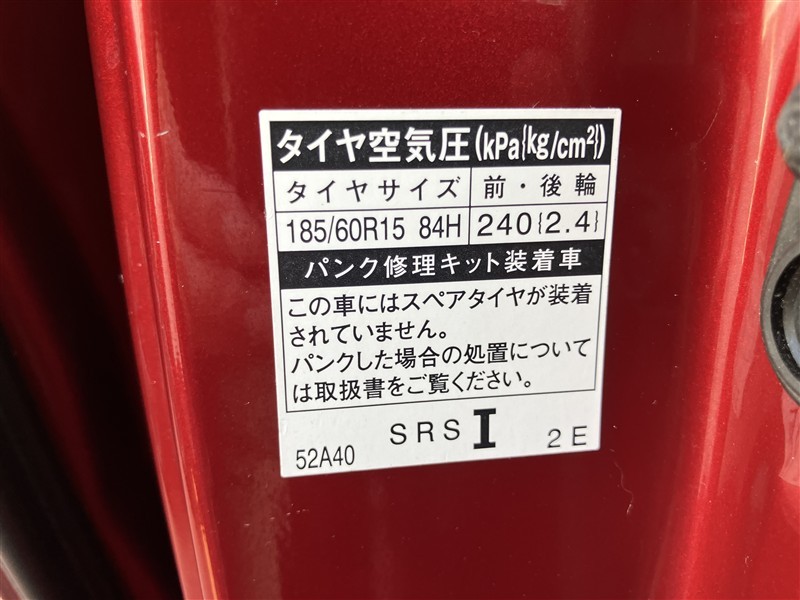 タイヤ空気圧(kPa{kg/cm²})
タイヤサイズ 前・後輪
185/60R15 84H 240{2.4}
パンク修理キット装着車
この車にはスペアタイヤが装着
されていません。
パンクした場合の処置について
は取扱書をご覧ください。
52A40 SRS I 2E